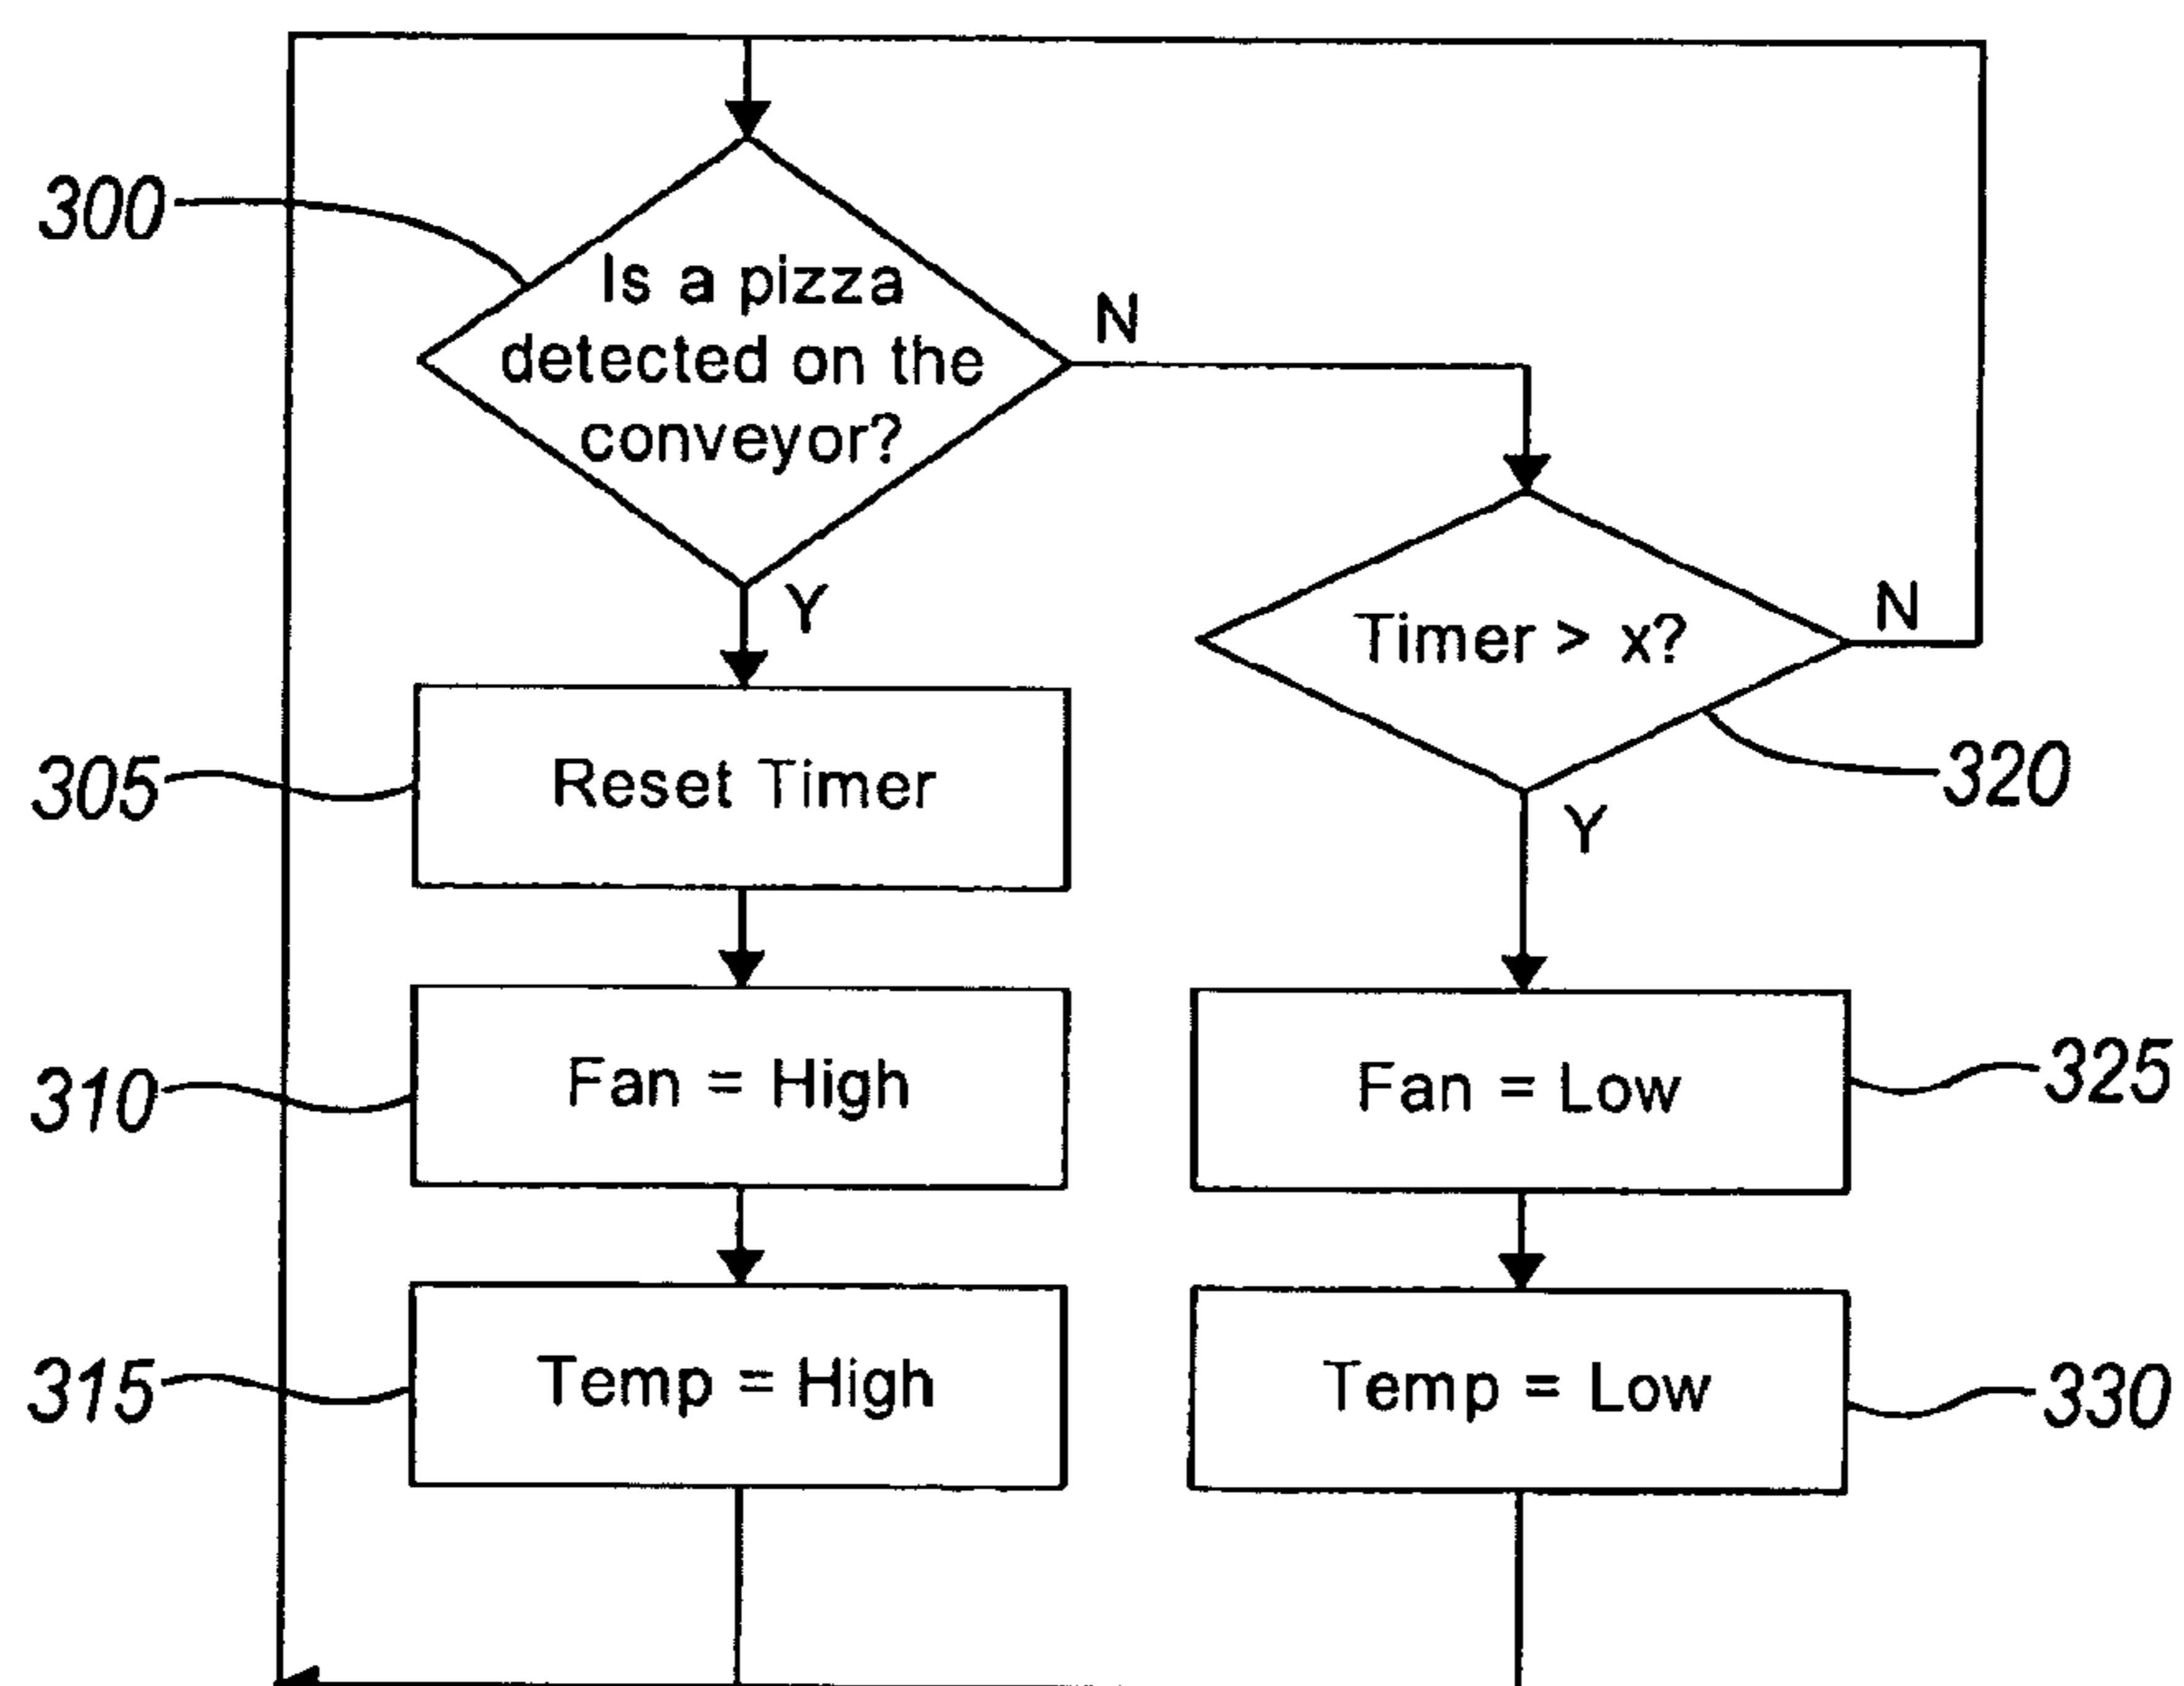 300
Is a pizza
detected on the
conveyor?
N
Y
Timer > x?
N
320
Y
305
Reset Timer
310
Fan = High
Fan = Low
325
315
Temp = High
Temp = Low
330